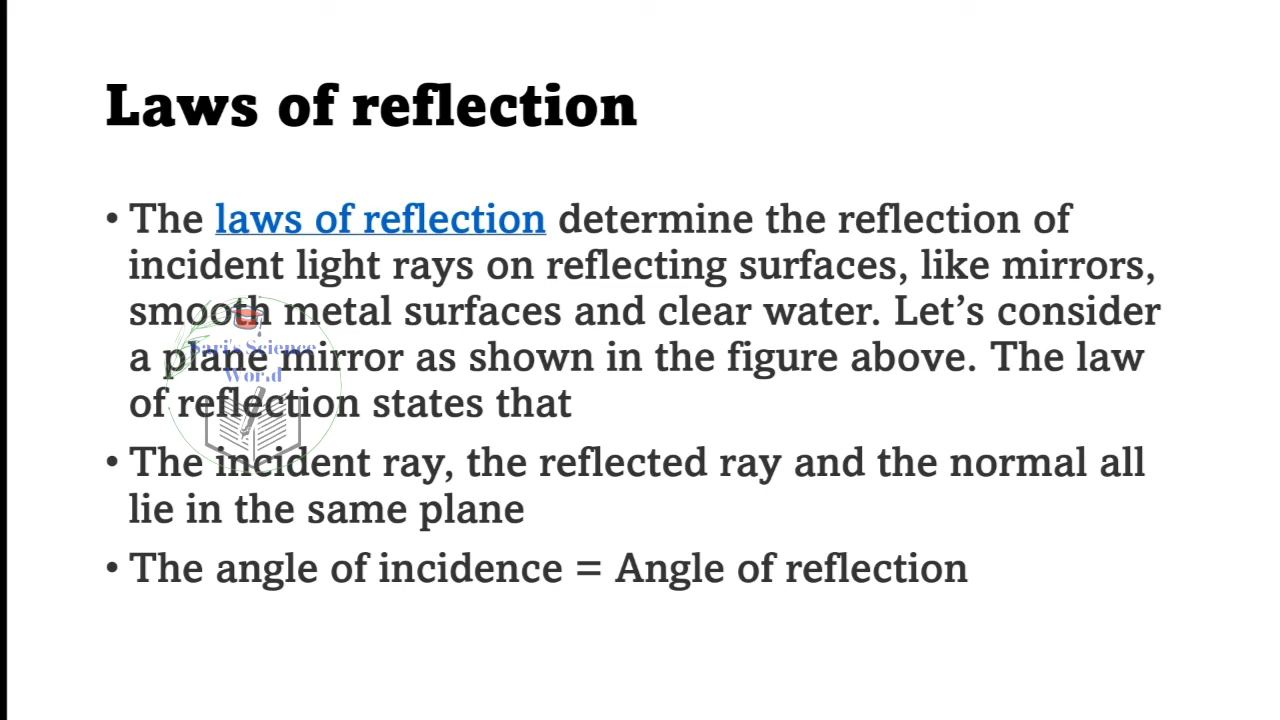 Laws of reflection
• The laws of reflection determine the reflection of
incident light rays on reflecting surfaces, like mirrors,
smooth metal surfaces and clear water. Let’s consider
a plane mirror as shown in the figure above. The law
of reflection states that
• The incident ray, the reflected ray and the normal all
lie in the same plane
• The angle of incidence = Angle of reflection
Sari's Science
World